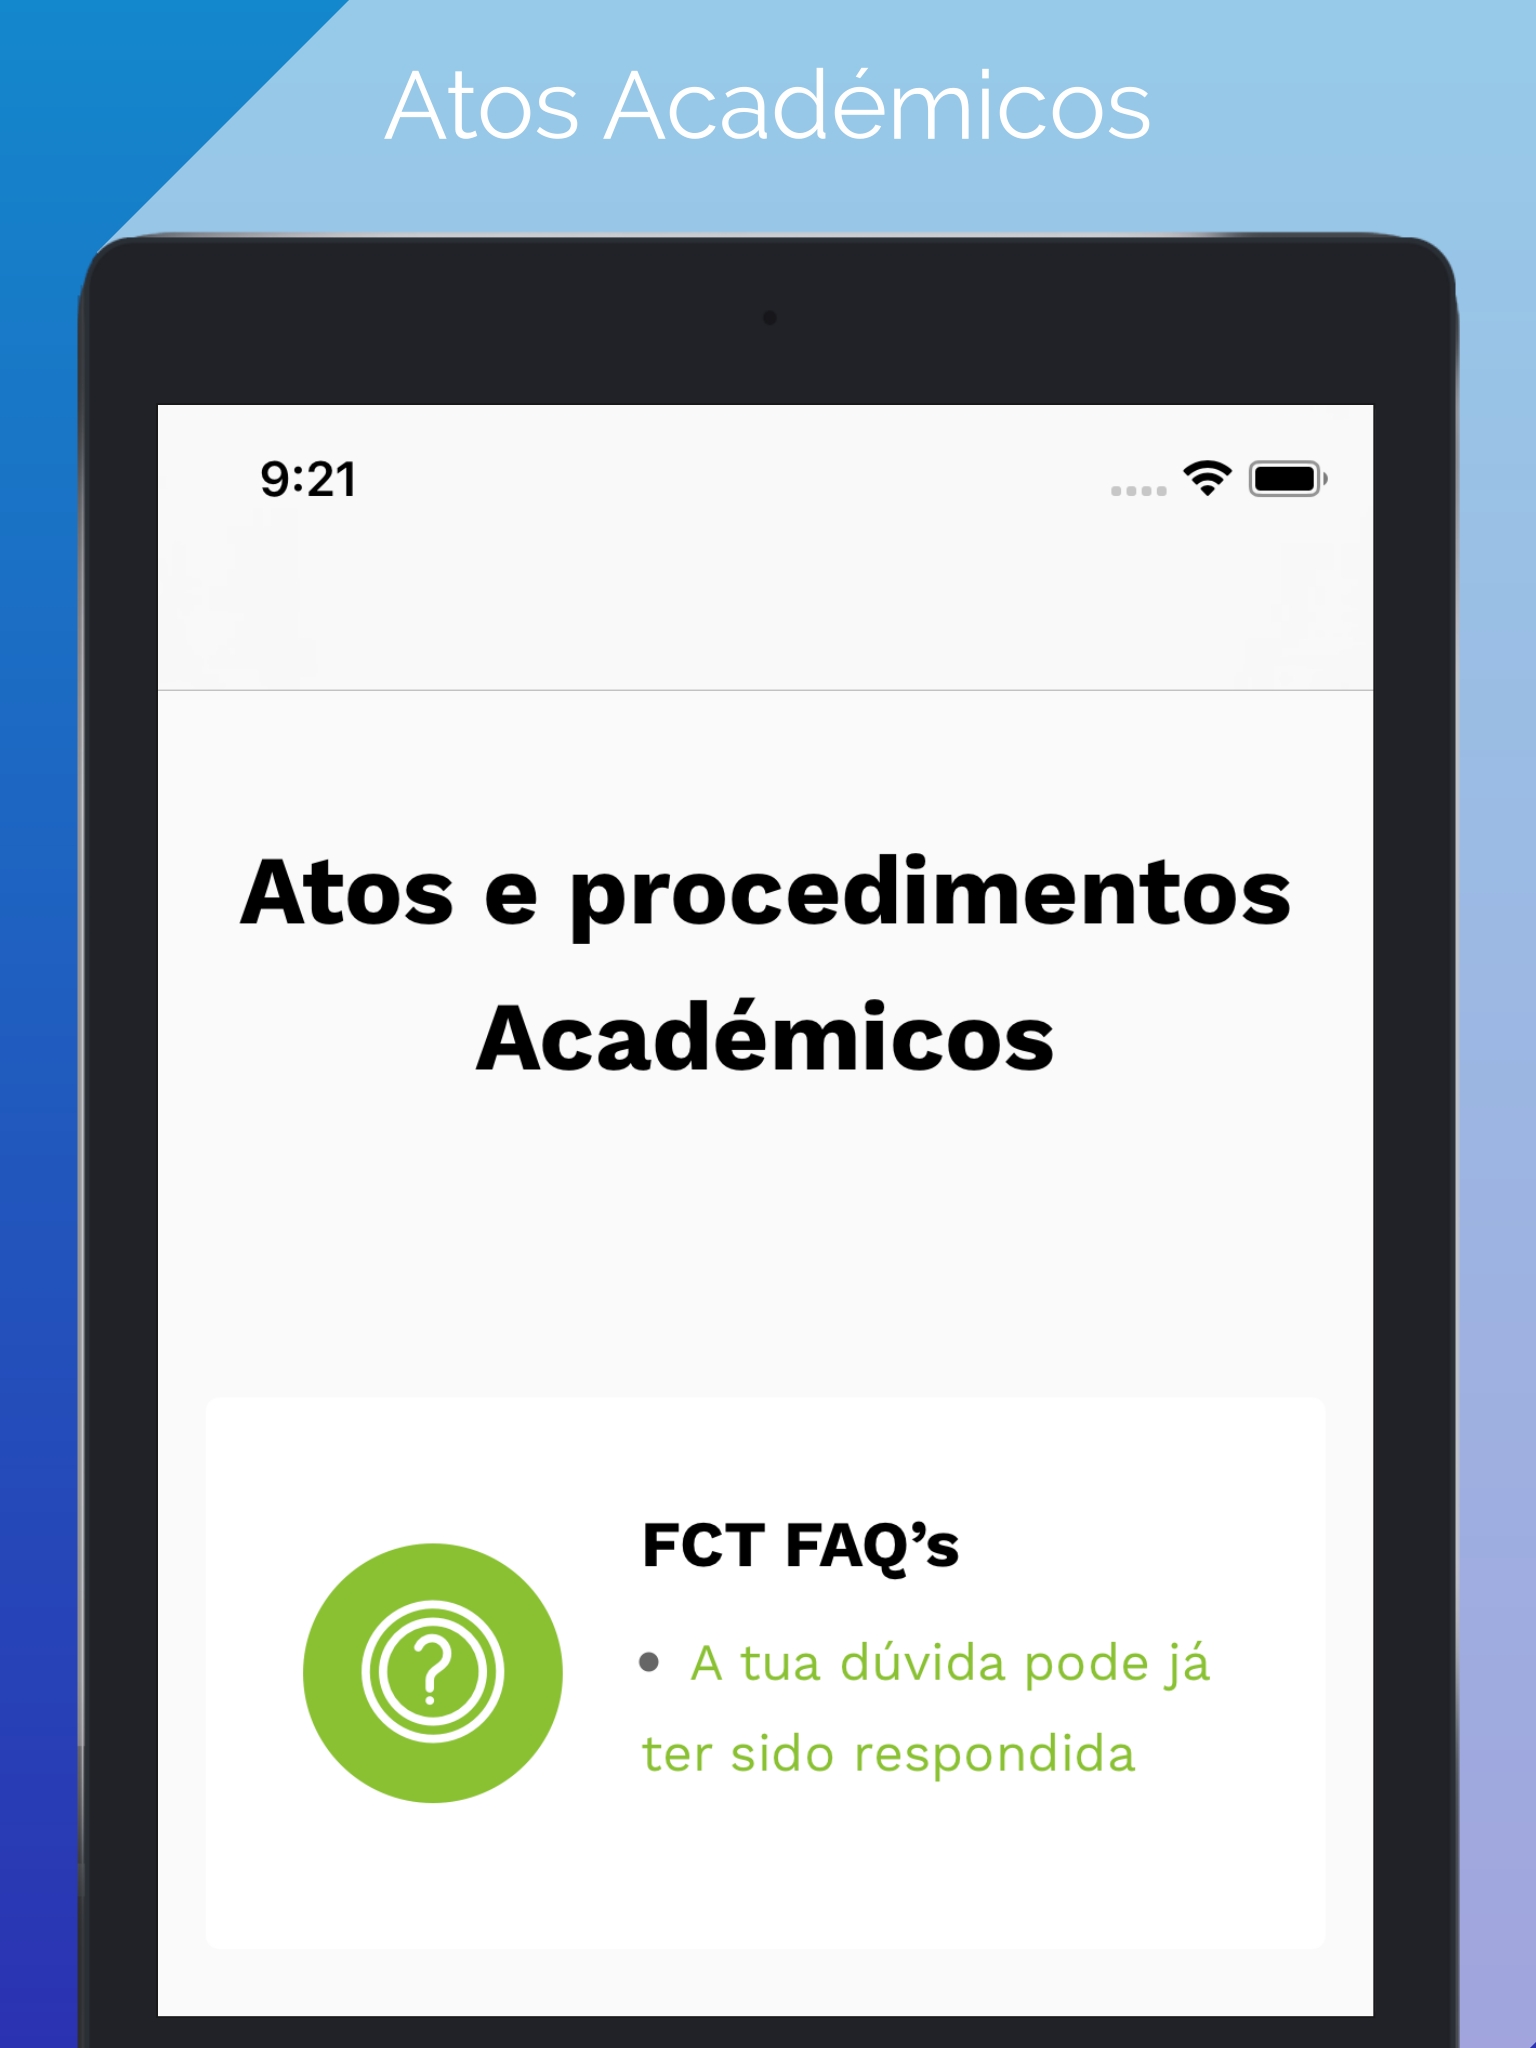 Atos Académicos
9:21
Atos e procedimentos
Académicos
FCT FAQ’s
• A tua dúvida pode já
ter sido respondida